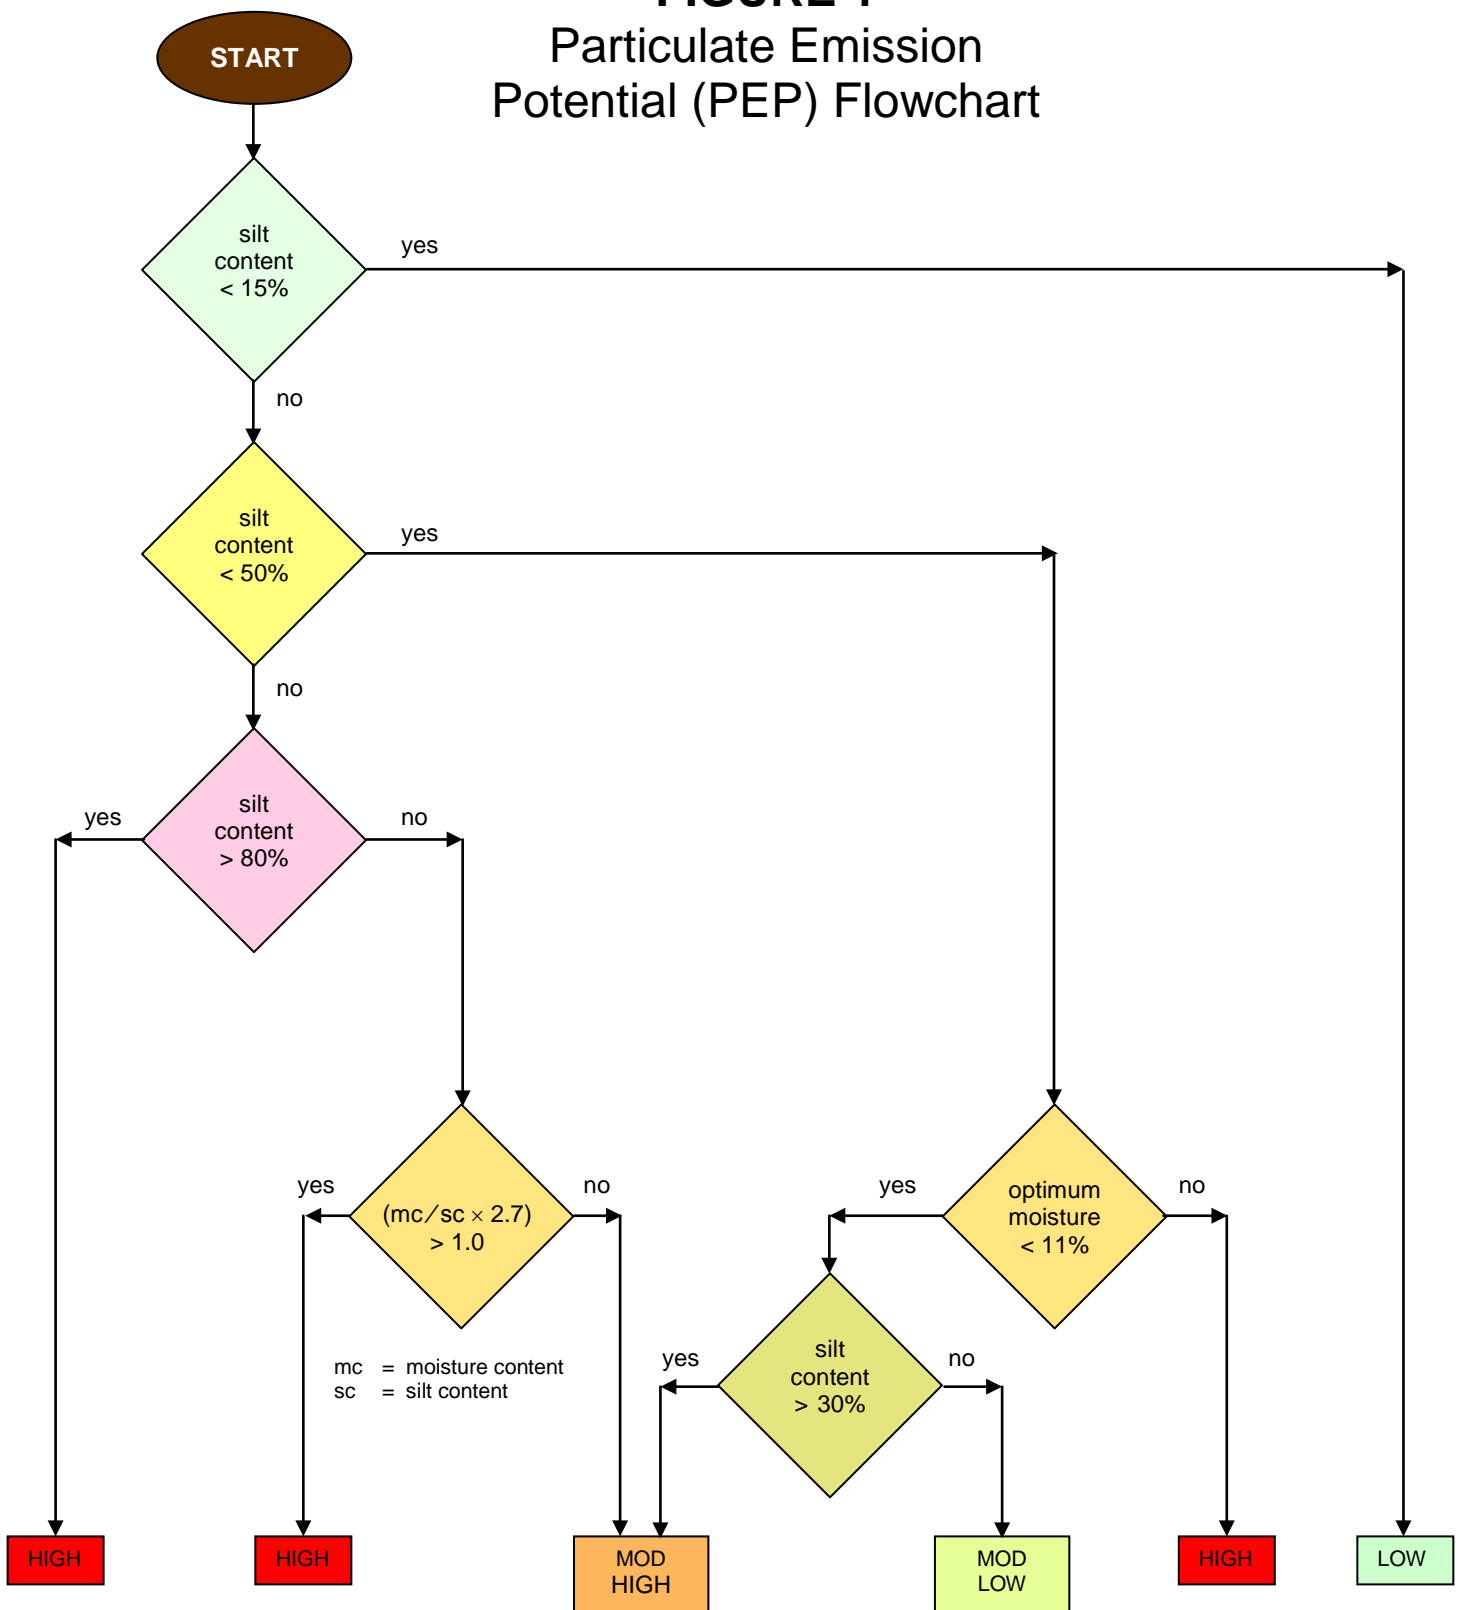 START
Particulate Emission
Potential (PEP) Flowchart
silt
content
< 15%
yes
no
silt
content
< 50%
yes
no
silt
content
> 80%
yes
no
(mc/sc × 2.7)
> 1.0
yes
no
optimum
moisture
< 11%
yes
no
mc = moisture content
sc = silt content
silt
content
> 30%
yes
no
HIGH
HIGH
MOD
HIGH
MOD
LOW
HIGH
LOW